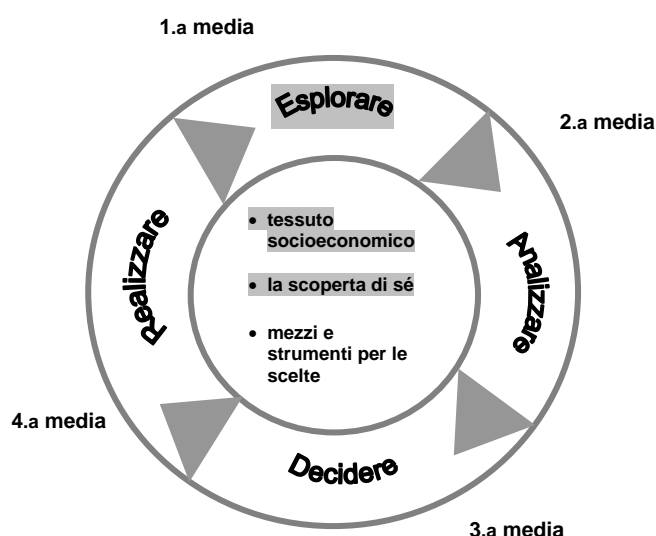 1.a media
Esplorare
2.a media
• tessuto
socioeconomico
• la scoperta di sé
• mezzi e
strumenti per le
scelte
Realizzare
Analizzare
4.a media
Decidere
3.a media